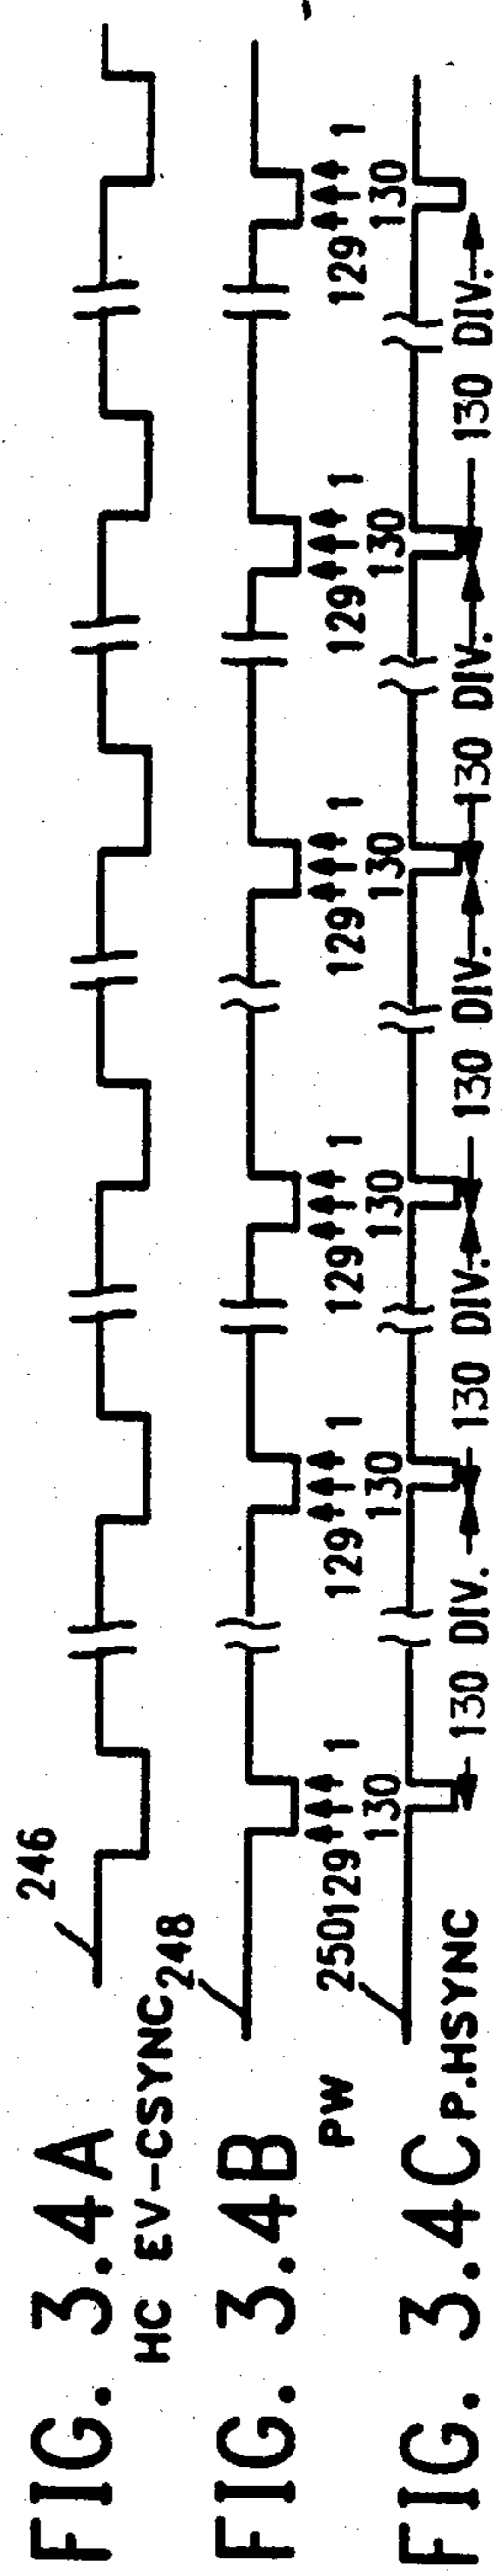 FIG. 3.4A 246
HC EV-CSYNC
FIG. 3.4B 248
PW 250 129 1 129 1 129 1 129 1 129 1 129 1
130 130 130 130 130 130
FIG. 3.4C P.HSYNC
130 DIV. 130 DIV. 130 DIV. 130 DIV. 130 DIV.